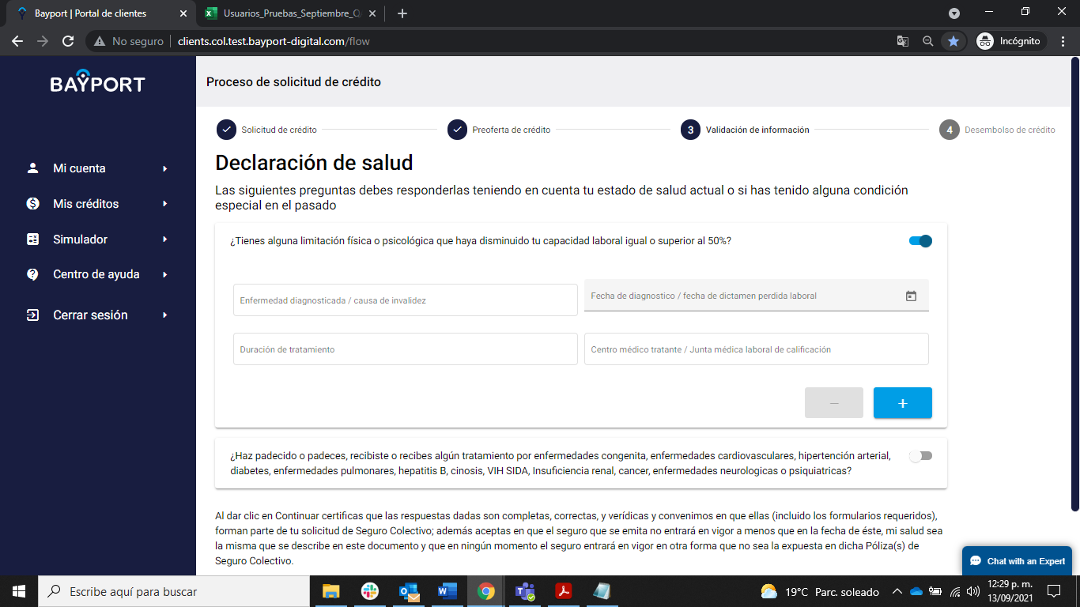 Bayport | Portal de clientes
Usuarios_Pruebas_Septiembre_Q
No seguro
clients.col.test.bayport-digital.com/flow
Incógnito
BAYPORT
Proceso de solicitud de crédito
Solicitud de crédito
Preoferta de crédito
3 Validación de información
4 Desembolso de crédito
Mi cuenta
Mis créditos
Simulador
Centro de ayuda
Cerrar sesión
Declaración de salud
Las siguientes preguntas debes responderlas teniendo en cuenta tu estado de salud actual o si has tenido alguna condición
especial en el pasado
¿Tienes alguna limitación física o psicológica que haya disminuido tu capacidad laboral igual o superior al 50%?
Enfermedad diagnosticada / causa de invalidez
Fecha de diagnostico / fecha de dictamen perdida laboral
Duración de tratamiento
Centro médico tratante / Junta médica laboral de calificación
−
+
¿Haz padecido o padeces, recibiste o recibes algún tratamiento por enfermedades congenita, enfermedades cardiovasculares, hipertención arterial,
diabetes, enfermedades pulmonares, hepatitis B, cinosis, VIH SIDA, Insuficiencia renal, cancer, enfermedades neurologicas o psiquiatricas?
Al dar clic en Continuar certificas que las respuestas dadas son completas, correctas, y verídicas y convenimos en que ellas (incluido los formularios requeridos),
forman parte de tu solicitud de Seguro Colectivo; además aceptas en que el seguro que se emita no entrará en vigor a menos que en la fecha de éste, mi salud sea
la misma que se describe en este documento y que en ningún momento el seguro entrará en vigor en otra forma que no sea la expuesta en dicha Póliza(s) de
Seguro Colectivo.
Chat with an Expert
Escribe aquí para buscar
19°C Parc. soleado
12:29 p. m.
13/09/2021